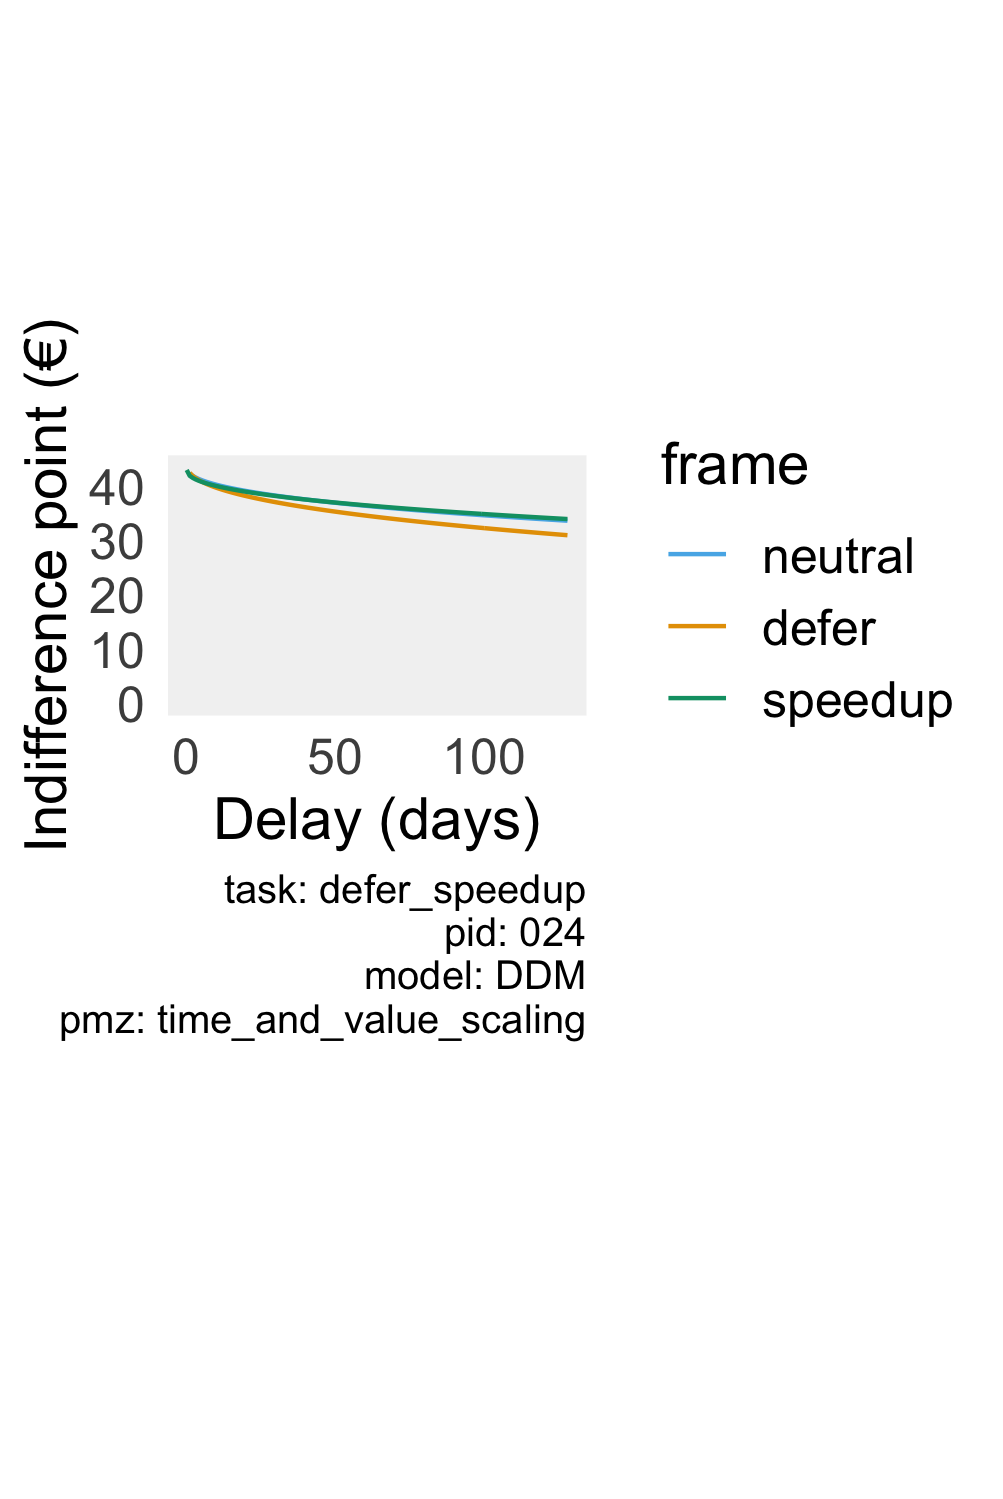 Indifference point (€)
40
30
20
10
0
0 50 100
Delay (days)
frame
neutral
defer
speedup
task: defer_speedup
pid: 024
model: DDM
pmz: time_and_value_scaling